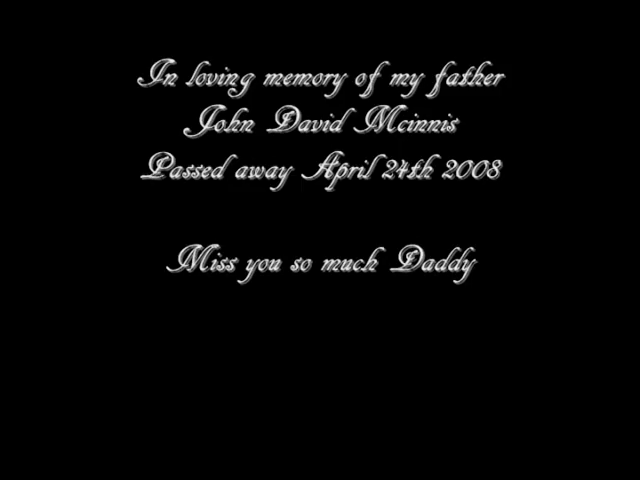 In loving memory of my father
John David Mcinnis
Passed away April 24th 2008
Miss you so much Daddy